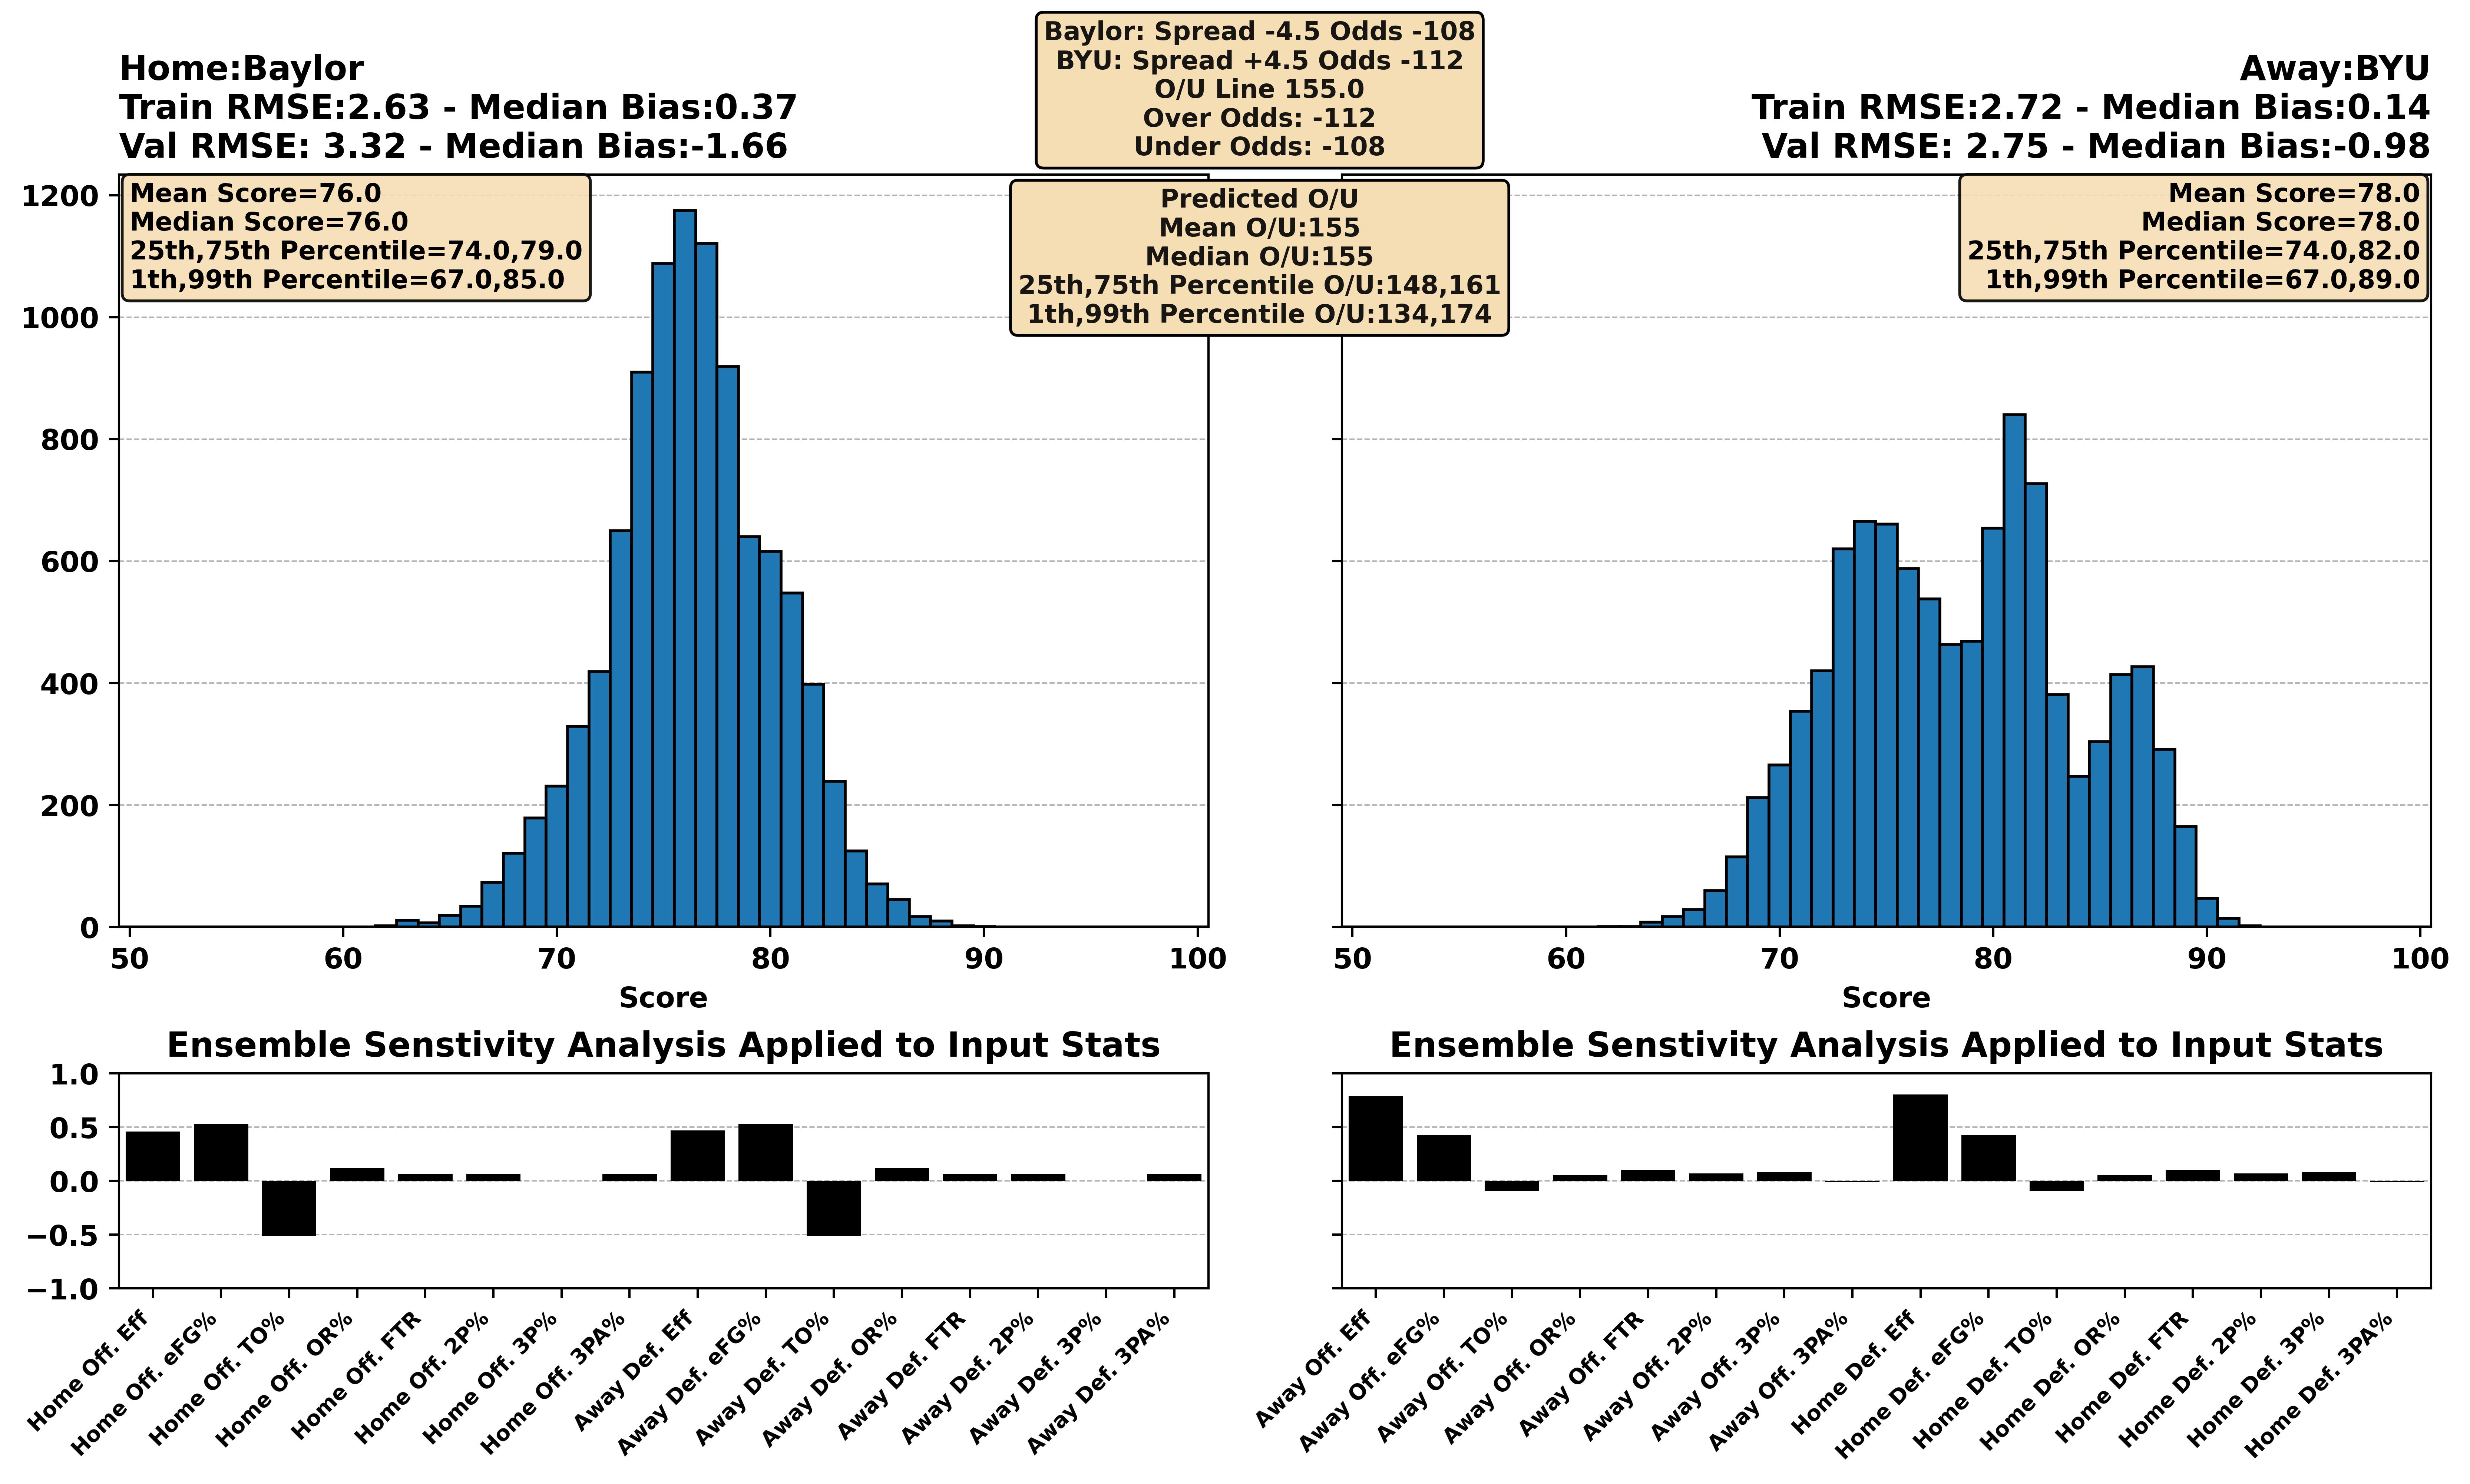 Baylor: Spread -4.5 Odds -108
BYU: Spread +4.5 Odds -112
O/U Line 155.0
Over Odds: -112
Under Odds: -108
Home:Baylor
Train RMSE:2.63 - Median Bias:0.37
Val RMSE: 3.32 - Median Bias:-1.66
Away:BYU
Train RMSE:2.72 - Median Bias:0.14
Val RMSE: 2.75 - Median Bias:-0.98
Mean Score=76.0
Median Score=76.0
25th,75th Percentile=74.0,79.0
1th,99th Percentile=67.0,85.0
Predicted O/U
Mean O/U:155
Median O/U:155
25th,75th Percentile O/U:148,161
1th,99th Percentile O/U:134,174
Mean Score=78.0
Median Score=78.0
25th,75th Percentile=74.0,82.0
1th,99th Percentile=67.0,89.0
1200
1000
800
600
400
200
0
50 60 70 80 90 100
Score
50 60 70 80 90 100
Score
Ensemble Senstivity Analysis Applied to Input Stats
1.0
0.5
0.0
−0.5
−1.0
Home Off. Eff
Home Off. eFG%
Home Off. TO%
Home Off. OR%
Home Off. FTR
Home Off. 2P%
Home Off. 3P%
Home Off. 3PA%
Away Def. Eff
Away Def. eFG%
Away Def. TO%
Away Def. OR%
Away Def. FTR
Away Def. 2P%
Away Def. 3P%
Away Def. 3PA%
Ensemble Senstivity Analysis Applied to Input Stats
Away Off. Eff
Away Off. eFG%
Away Off. TO%
Away Off. OR%
Away Off. FTR
Away Off. 2P%
Away Off. 3P%
Away Off. 3PA%
Home Def. Eff
Home Def. eFG%
Home Def. TO%
Home Def. OR%
Home Def. FTR
Home Def. 2P%
Home Def. 3P%
Home Def. 3PA%